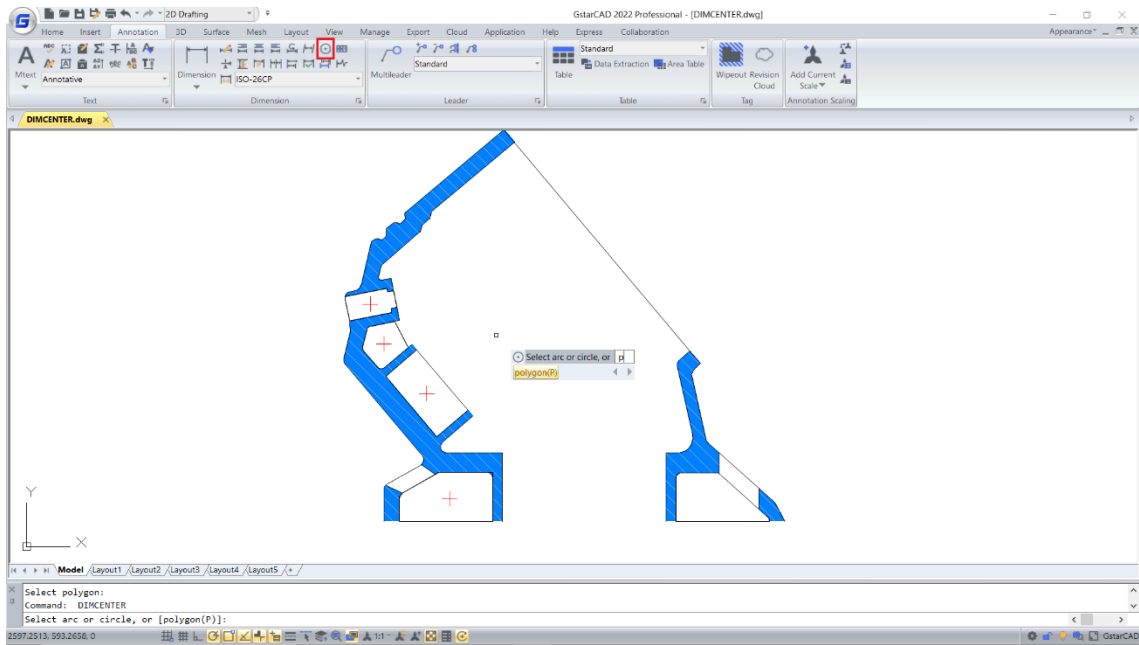 2D Drafting
GstarCAD 2022 Professional - [DIMCENTER.dwg]
Home Insert Annotation 3D Surface Mesh Layout View Manage Export Cloud Application Help Express Collaboration
Appearance
Mtext
Annotative
Text
Dimension
ISO-26CP
Dimension
Multileader
Standard
Leader
Table
Standard
Data Extraction Area Table
Table
Wipeout Revision
Cloud
Tag
Add Current
Scale
Annotation Scaling
DIMCENTER.dwg
Select arc or circle, or p
polygon(P)
Y
X
Model Layout1 Layout2 Layout3 Layout4 Layout5 +
Select polygon:
Command: DIMCENTER
Select arc or circle, or [polygon(P)]:
2597.2513, 593.2658, 0
1:1
GstarCAD